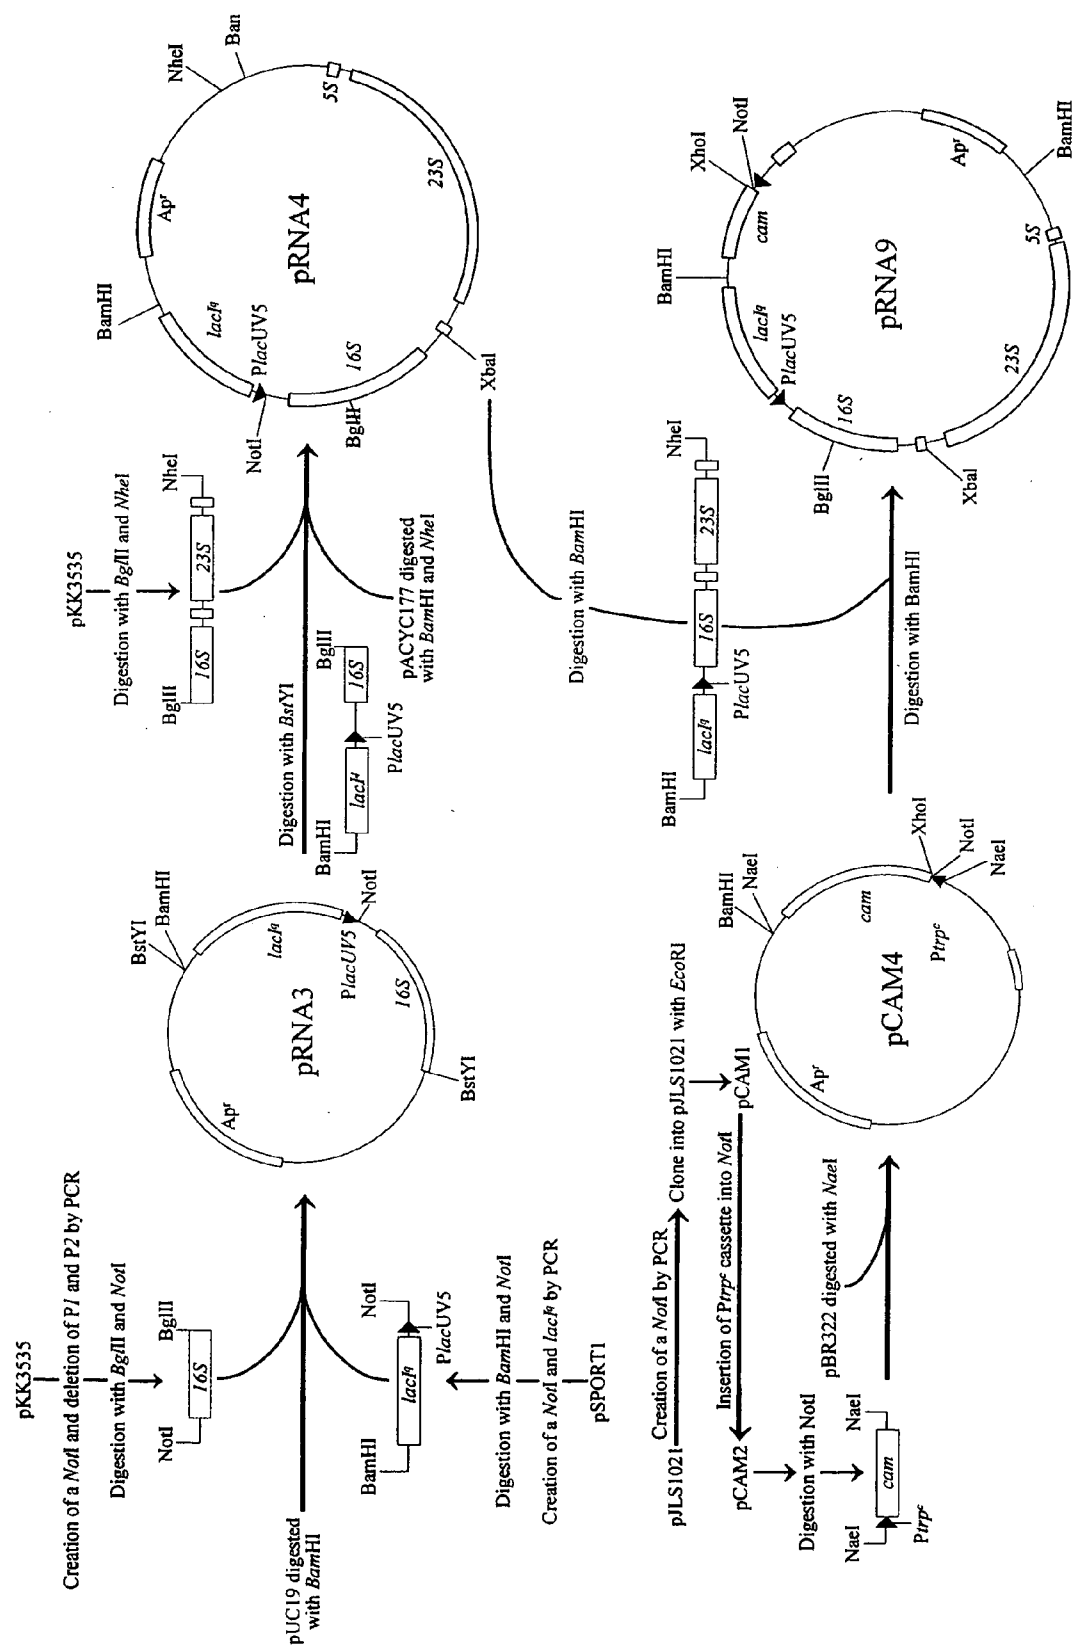 pKK3535
Creation of a NotI and deletion of P1 and P2 by PCR
Digestion with BglII and NotI
NotI
BglII
16S
pUC19 digested
with BamHI
BamHI
NotI
lacIq
PlacUV5
Digestion with BamHI and NotI
Creation of a NotI and lacIq by PCR
pSPORT1
BstYI
BamHI
lacIq
PlacUV5
NotI
16S
BstYI
Apr
pRNA3
pKK3535
Digestion with BglII and NheI
BglII
NheI
16S
23S
Digestion with BstYI
BamHI
BglII
lacIq
16S
PlacUV5
pACYC177 digested
with BamHI and NheI
NheI
Ban
Apr
BamHI
lacIq
PlacUV5
NotI
16S
BglII
XbaI
23S
5S
pRNA4
pJLS1021
Creation of a NotI by PCR
Clone into pJLS1021 with EcoRI
pCAM1
Insertion of Ptrpc cassette into NotI
pCAM2
Digestion with NotI
NaeI
NaeI
cam
Ptrpc
pBR322 digested with NaeI
BamHI
NaeI
cam
XhoI
NotI
NaeI
Ptrpc
Apr
pCAM4
Digestion with BamHI
BamHI
NheI
lacIq
16S
23S
PlacUV5
Digestion with BamHI
XhoI
NotI
cam
BamHI
lacIq
PlacUV5
16S
BglII
XbaI
23S
5S
BamHI
Apr
pRNA9